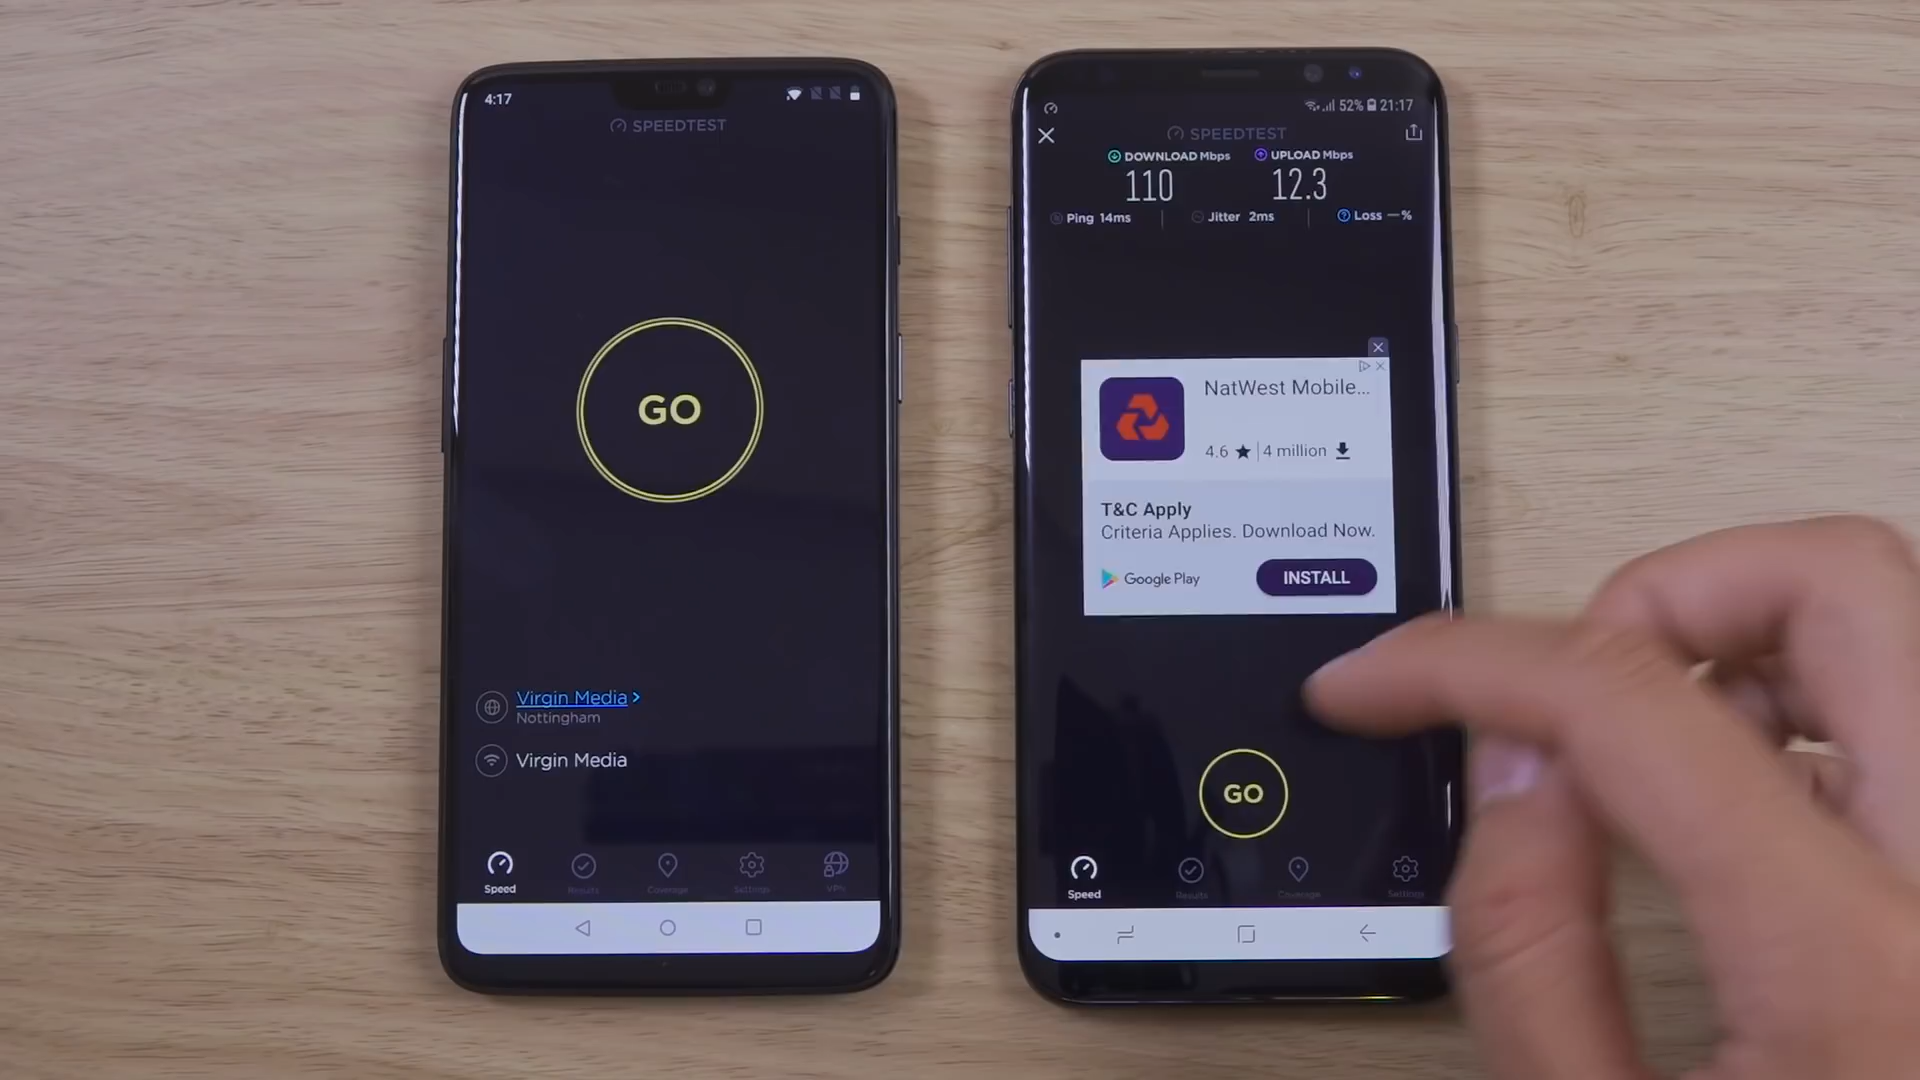 4:17
SPEEDTEST
GO
Virgin Media >
Nottingham
Virgin Media
Speed
Results
Coverage
Settings
VPN
52% 21:17
SPEEDTEST
DOWNLOAD Mbps UPLOAD Mbps
110 12.3
Ping 14ms Jitter 2ms Loss —%
NatWest Mobile...
4.6 ★ | 4 million
T&C Apply
Criteria Applies. Download Now.
Google Play
INSTALL
GO
Speed
Results
Coverage
Settings